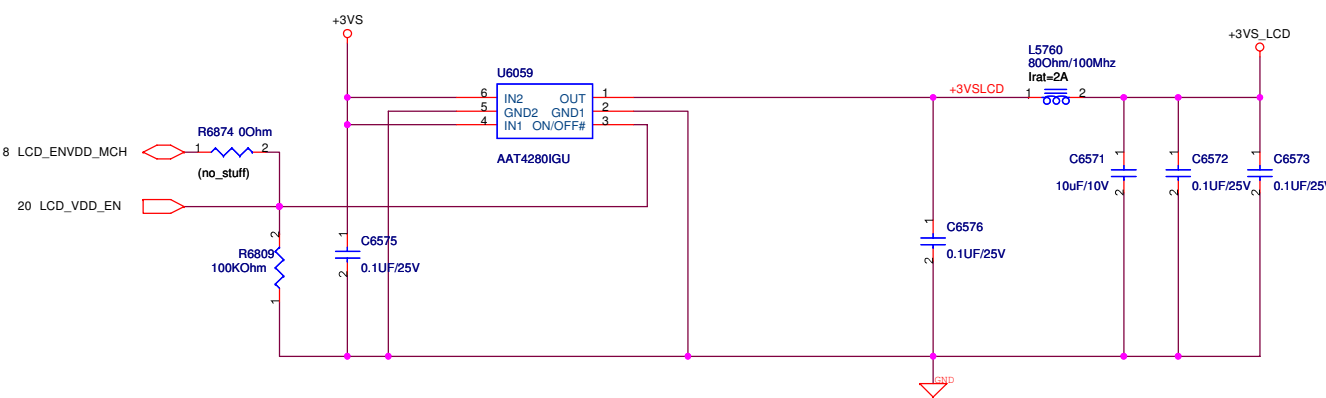 +3VS
+3VS_LCD
L5760
80Ohm/100Mhz
Irat=2A
1 2
+3VSLCD
U6059
6 IN2 OUT 1
5 GND2 GND1 2
4 IN1 ON/OFF# 3
AAT4280IGU
R6874 0Ohm
8 LCD_ENVDD_MCH 1 2
(no_stuff)
20 LCD_VDD_EN
2
R6809
100KOhm
1
1
C6575
0.1UF/25V
2
1
C6576
0.1UF/25V
2
1
C6571
10uF/10V
2
1
C6572
0.1UF/25V
2
1
C6573
0.1UF/25V
2
GND